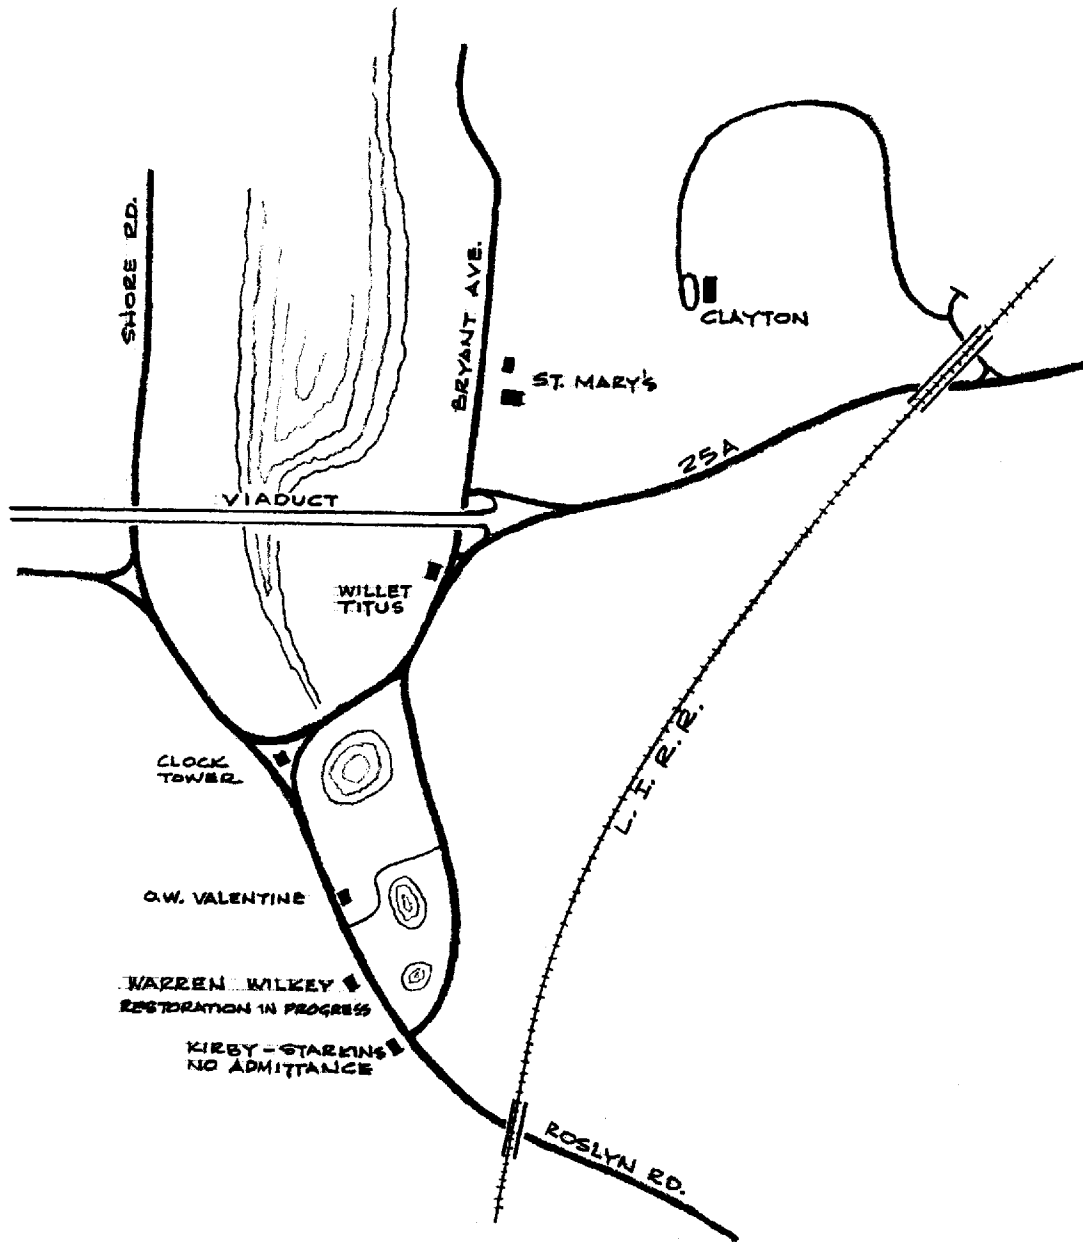 SHORE RD.
BRYANT AVE.
CLAYTON
ST. MARY'S
25A
VIADUCT
WILLET
TITUS
L. I. R. R.
CLOCK
TOWER
O.W. VALENTINE
WARREN WILKEY
RESTORATION IN PROGRESS
KIRBY-STARKINS
NO ADMITTANCE
ROSLYN RD.